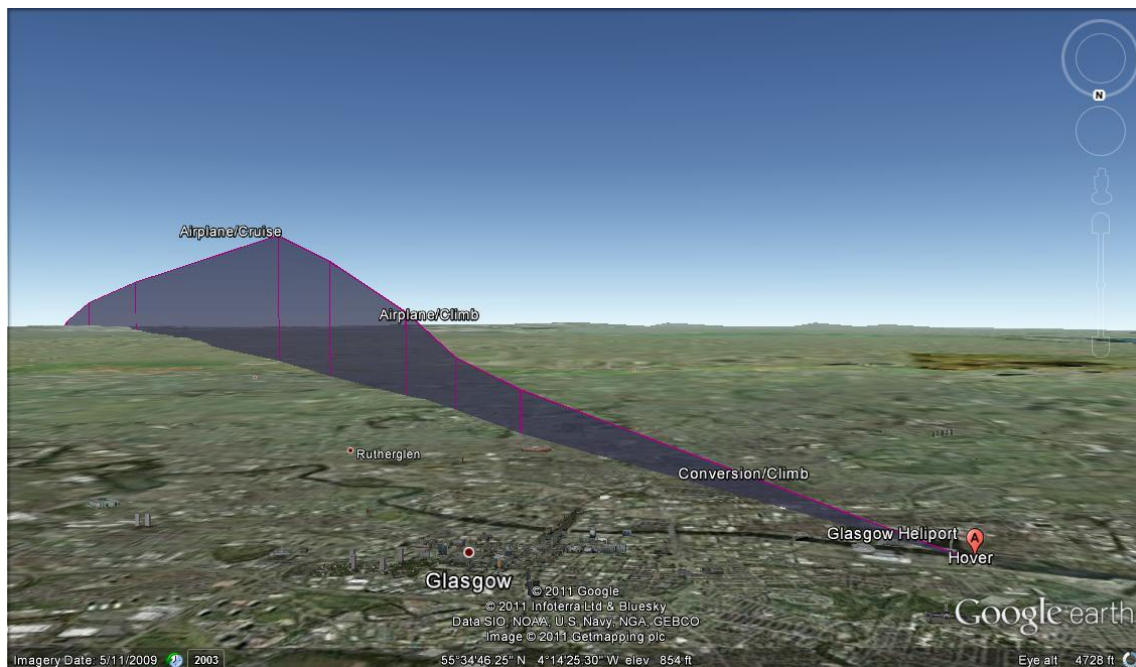 N
Airplane/Cruise
Airplane/Climb
Rutherglen
Conversion/Climb
Glasgow Heliport
A
Hover
Glasgow
© 2011 Google
© 2011 Infoterra Ltd & Bluesky
Data SIO, NOAA, U.S. Navy, NGA, GEBCO
Image © 2011 Getmapping plc
Google earth
Imagery Date: 5/11/2009 2003 55°34'46.25" N 4°14'25.30" W elev 854 ft Eye alt 4728 ft